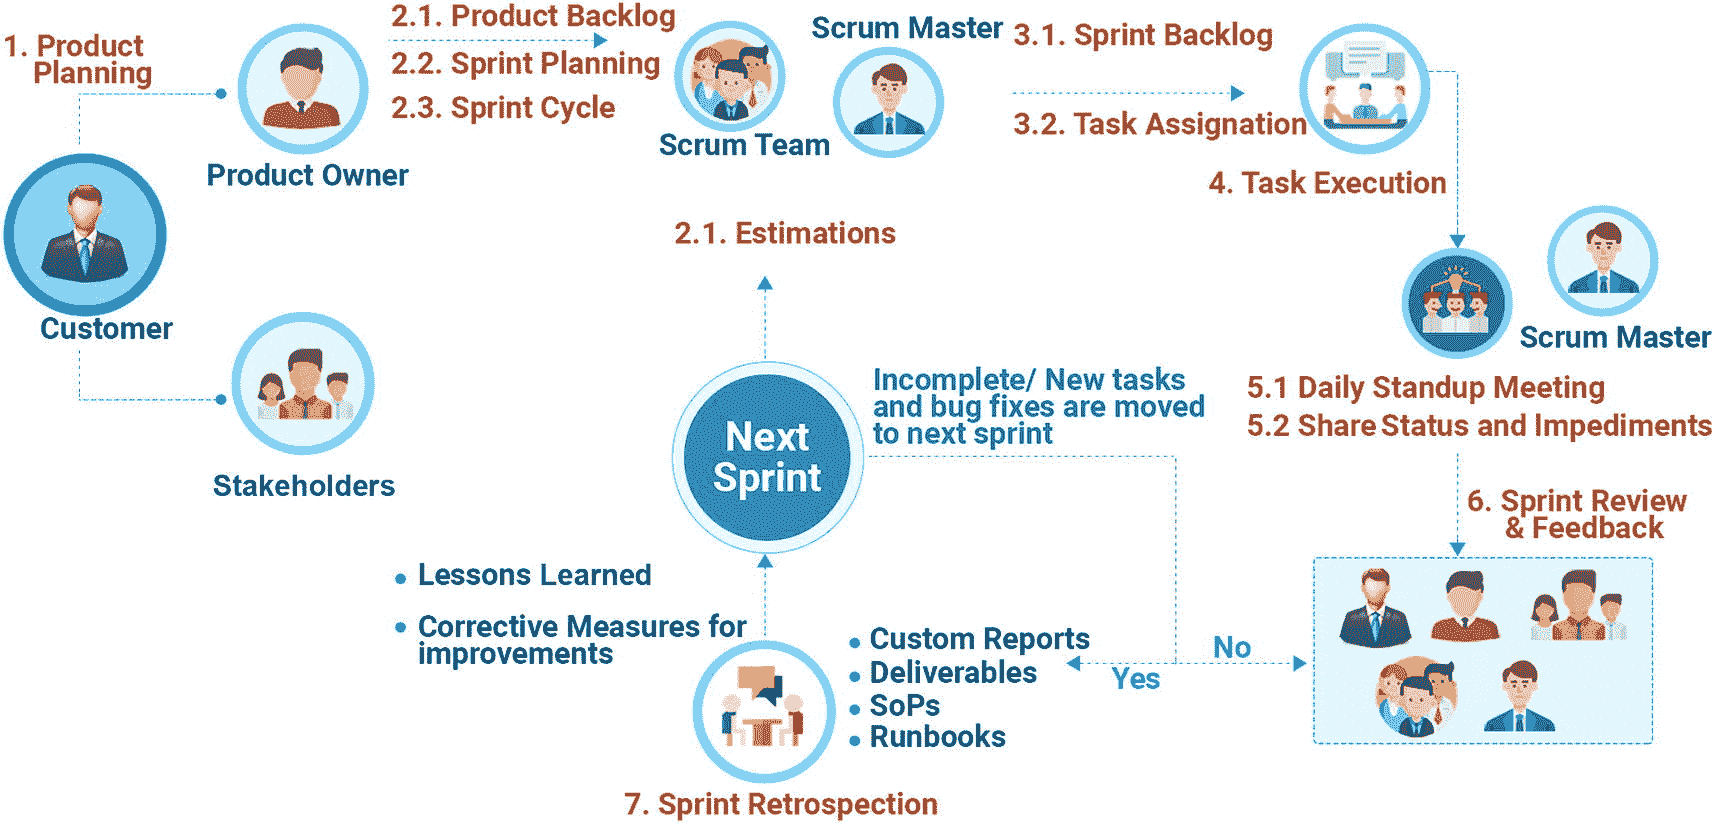 1. Product
Planning
Product Owner
Customer
Stakeholders
2.1. Product Backlog
2.2. Sprint Planning
2.3. Sprint Cycle
Scrum Team
Scrum Master
3.1. Sprint Backlog
3.2. Task Assignation
4. Task Execution
Scrum Master
5.1 Daily Standup Meeting
5.2 Share Status and Impediments
6. Sprint Review
& Feedback
2.1. Estimations
Next
Sprint
Incomplete/ New tasks
and bug fixes are moved
to next sprint
No
Yes
• Lessons Learned
• Corrective Measures for
improvements
• Custom Reports
• Deliverables
• SoPs
• Runbooks
7. Sprint Retrospection